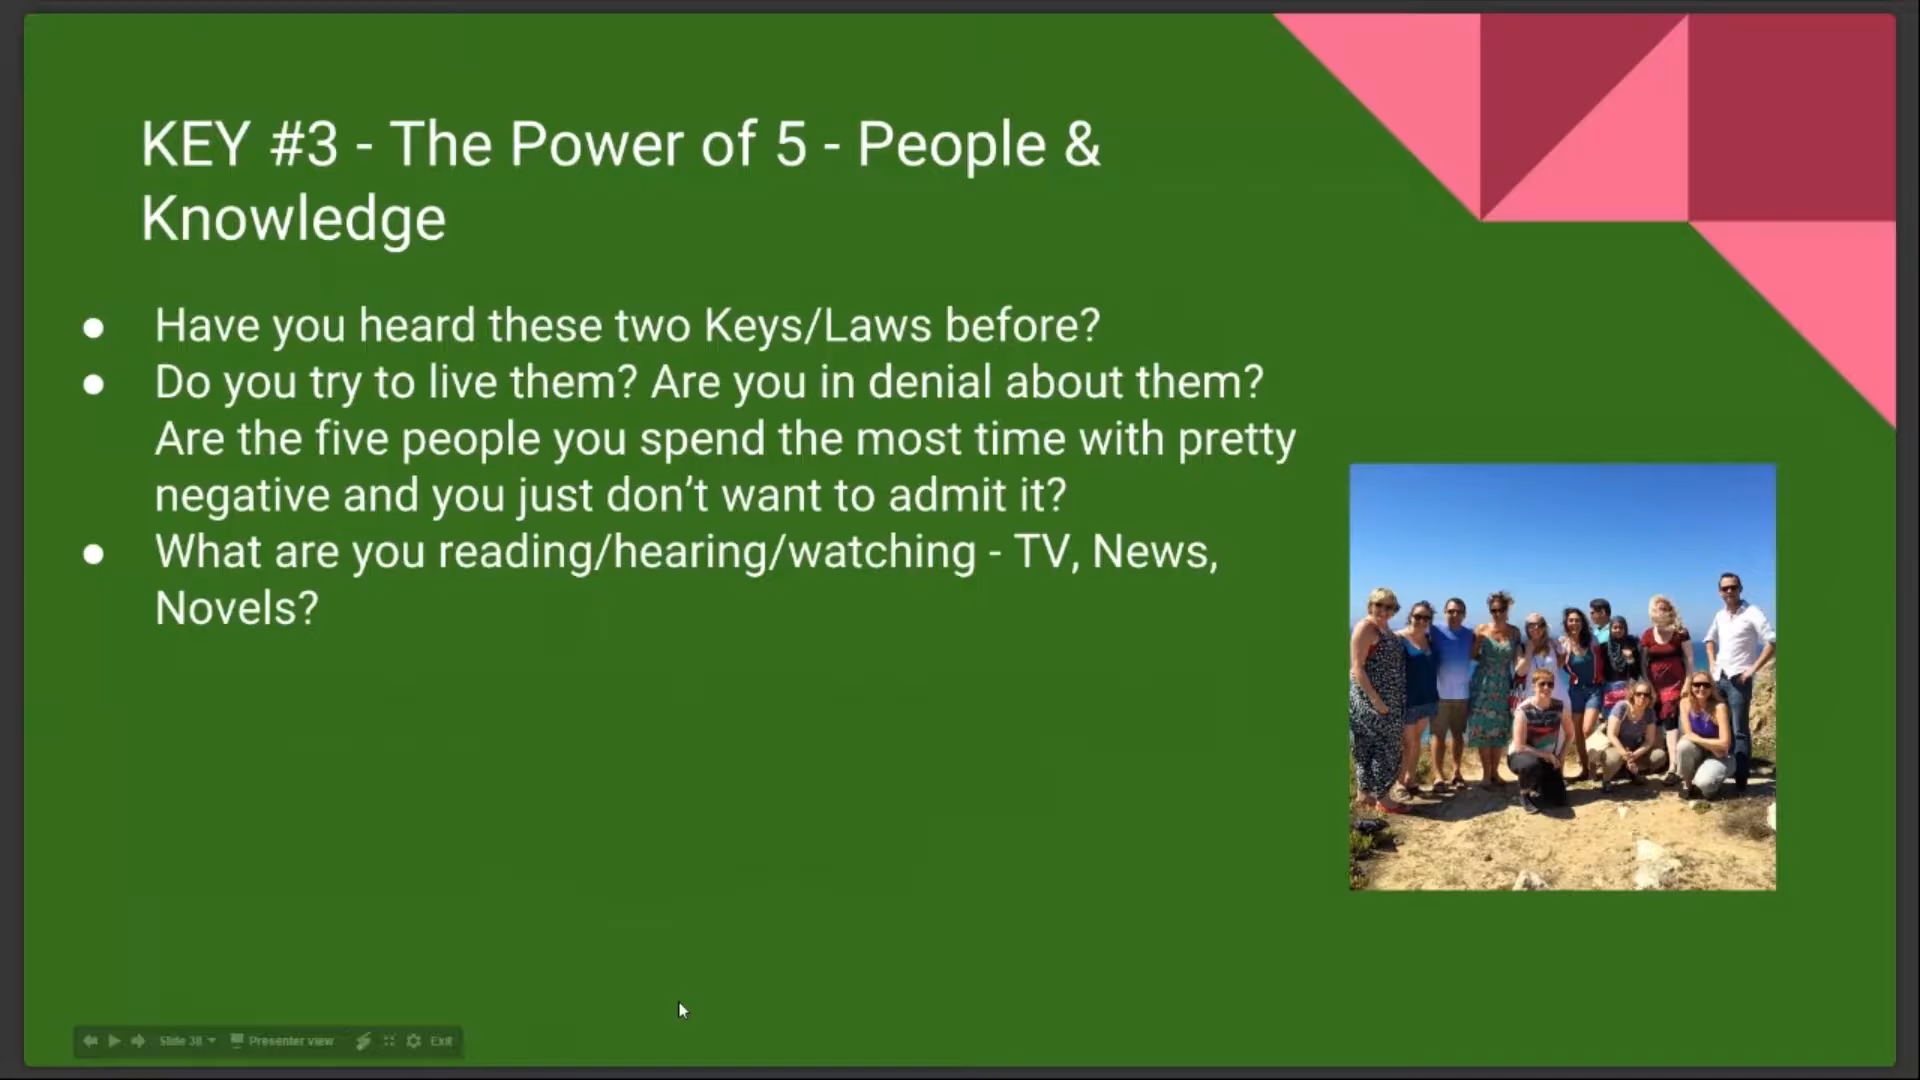 KEY #3 - The Power of 5 - People &
Knowledge
● Have you heard these two Keys/Laws before?
● Do you try to live them? Are you in denial about them?
Are the five people you spend the most time with pretty
negative and you just don’t want to admit it?
● What are you reading/hearing/watching - TV, News,
Novels?
Slide 38 Presenter view Exit